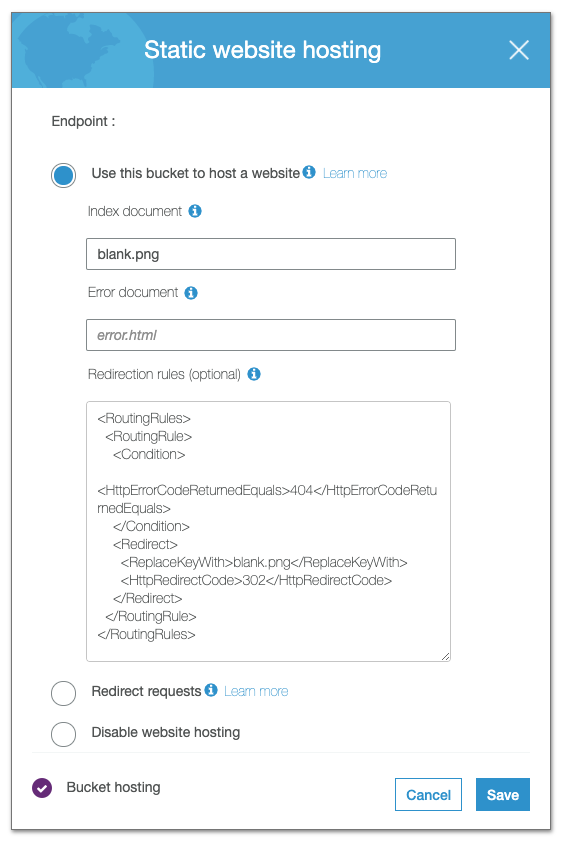 Static website hosting
Endpoint :
Use this bucket to host a website Learn more
Index document
blank.png
Error document
error.html
Redirection rules (optional)
<RoutingRules>
<RoutingRule>
<Condition>
<HttpErrorCodeReturnedEquals>404</HttpErrorCodeRetu
rnedEquals>
</Condition>
<Redirect>
<ReplaceKeyWith>blank.png</ReplaceKeyWith>
<HttpRedirectCode>302</HttpRedirectCode>
</Redirect>
</RoutingRule>
</RoutingRules>
Redirect requests Learn more
Disable website hosting
Bucket hosting
Cancel Save